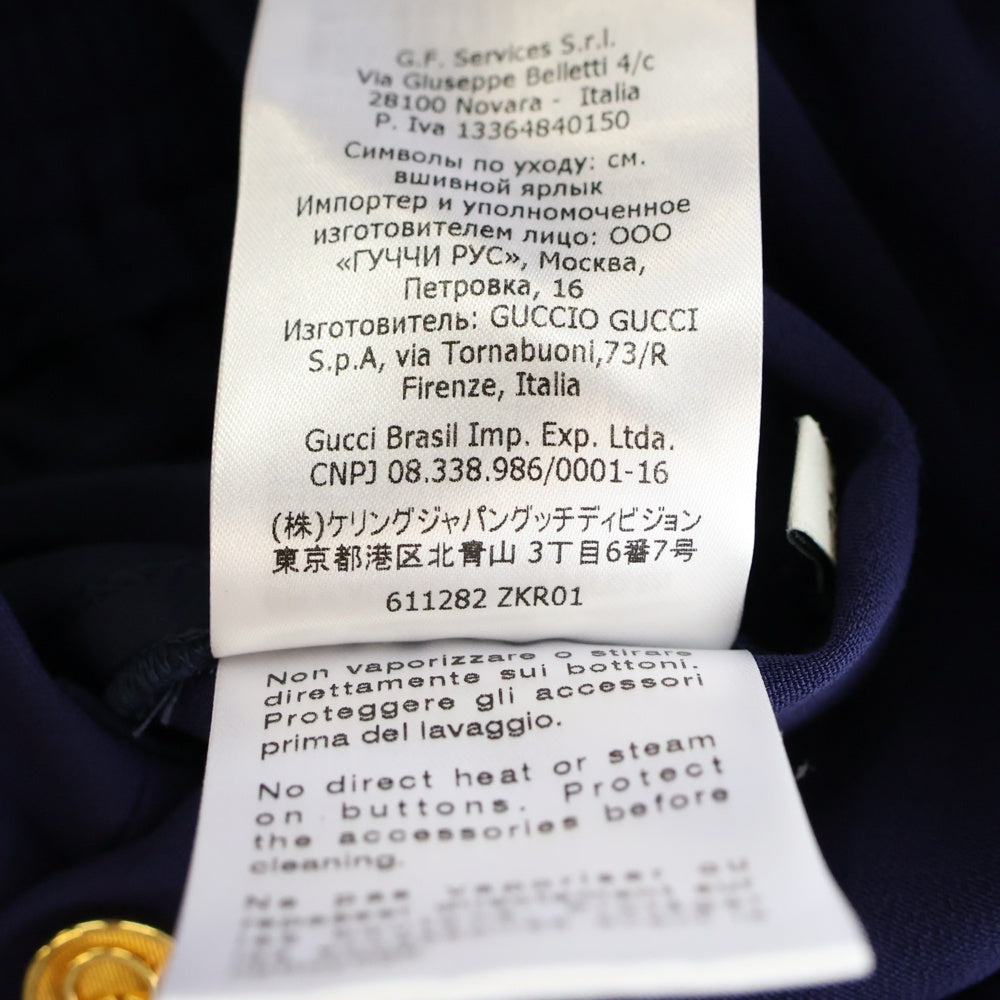 G.F. Services S.r.l.
Via Giuseppe Belletti 4/c
28100 Novara - Italia
P. Iva 13364840150
Символы по уходу: см.
вшивной ярлык
Импортер и уполномоченное
изготовителем лицо: ООО
«ГУЧЧИ РУС», Москва,
Петровка, 16
Изготовитель: GUCCIO GUCCI
S.p.A, via Tornabuoni,73/R
Firenze, Italia
Gucci Brasil Imp. Exp. Ltda.
CNPJ 08.338.986/0001-16
(株)ケリングジャパングッチディビジョン
東京都港区北青山 3丁目6番7号
611282 ZKR01
Non vaporizzare o stirare
direttamente sui bottoni.
Proteggere gli accessori
prima del lavaggio.
No direct heat or steam
on buttons. Protect
the accessories before
cleaning.
Ne pas vaporiser ou